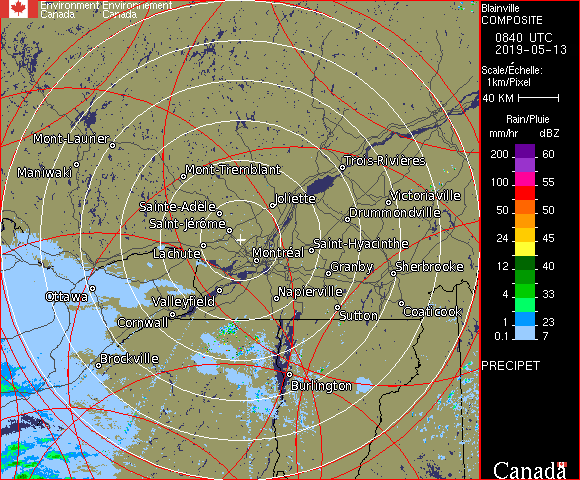 Environment Environnement
Canada Canada
Blainville
COMPOSITE
0840 UTC
2019-05-13
Scale/Échelle:
1km/Pixel
40 KM
Rain/Pluie
mm/hr dBZ
200 60
150 57
100 55
50 50
24 45
12 40
4 33
1 23
0.1 7
PRECIPET
Canada
Mont-Laurier
Maniwaki
Mont-Tremblant
Trois-Rivières
Sainte-Adèle
Joliette
Victoriaville
Saint-Jérôme
Drummondville
Lachute
Montréal
Saint-Hyacinthe
Granby
Sherbrooke
Ottawa
Valleyfield
Napierville
Cornwall
Sutton
Coaticook
Brockville
Burlington